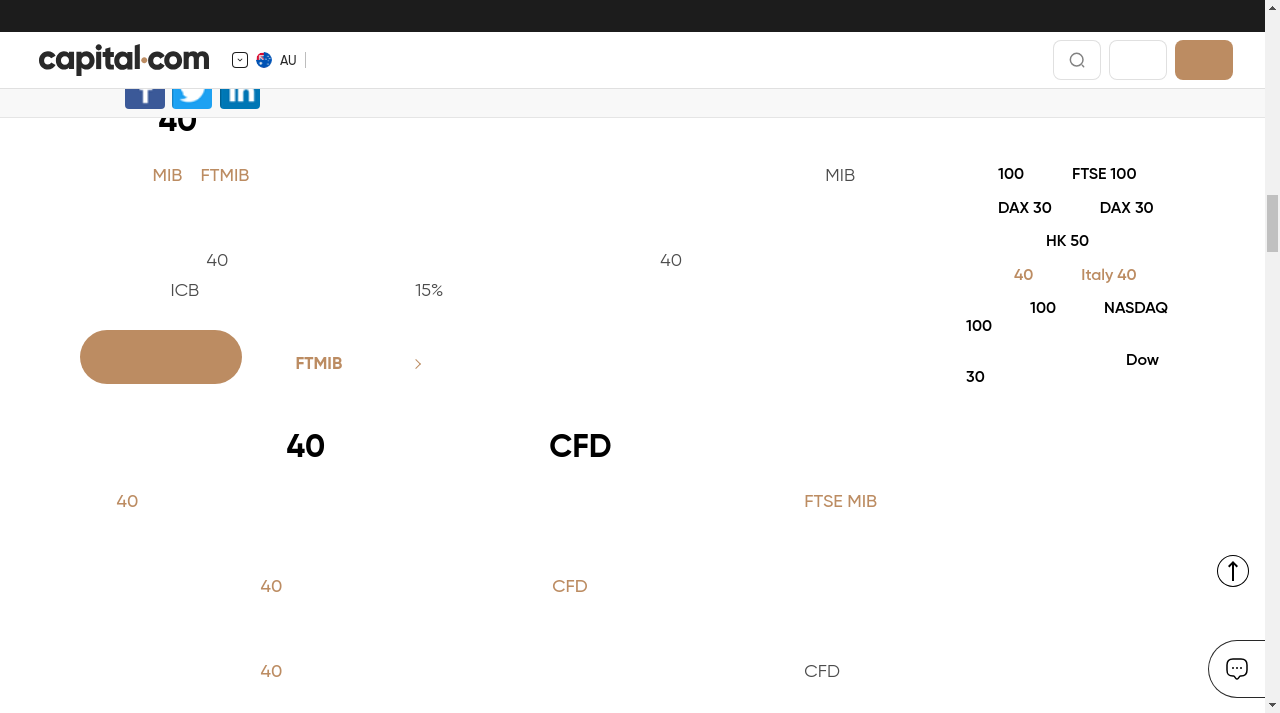 capital.com
AU
40
MIB FTMIB MIB
40 40
ICB 15%
FTMIB
40 CFD
40 FTSE MIB
40 CFD
40 CFD
100 FTSE 100
DAX 30 DAX 30
HK 50
40 Italy 40
100 NASDAQ
100
Dow
30